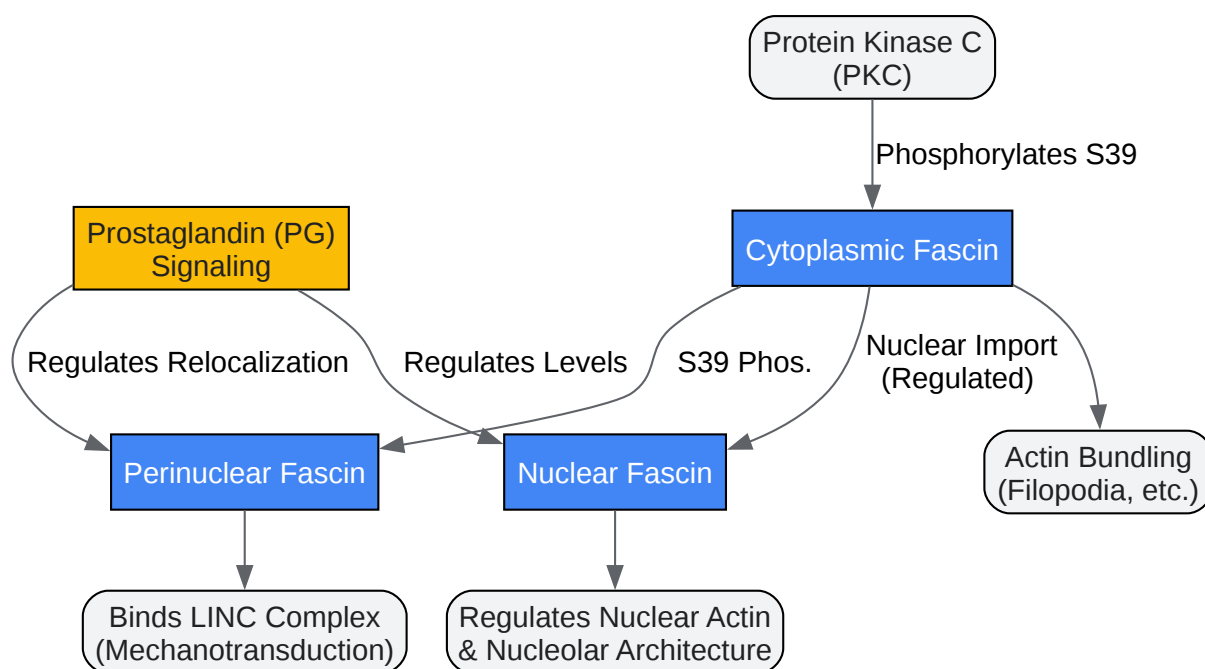 Protein Kinase C
(PKC)
Phosphorylates S39
Prostaglandin (PG)
Signaling
Cytoplasmic Fascin
Regulates Relocalization
Regulates Levels
S39 Phos.
Nuclear Import
(Regulated)
Perinuclear Fascin
Nuclear Fascin
Actin Bundling
(Filopodia, etc.)
Binds LINC Complex
(Mechanotransduction)
Regulates Nuclear Actin
& Nucleolar Architecture